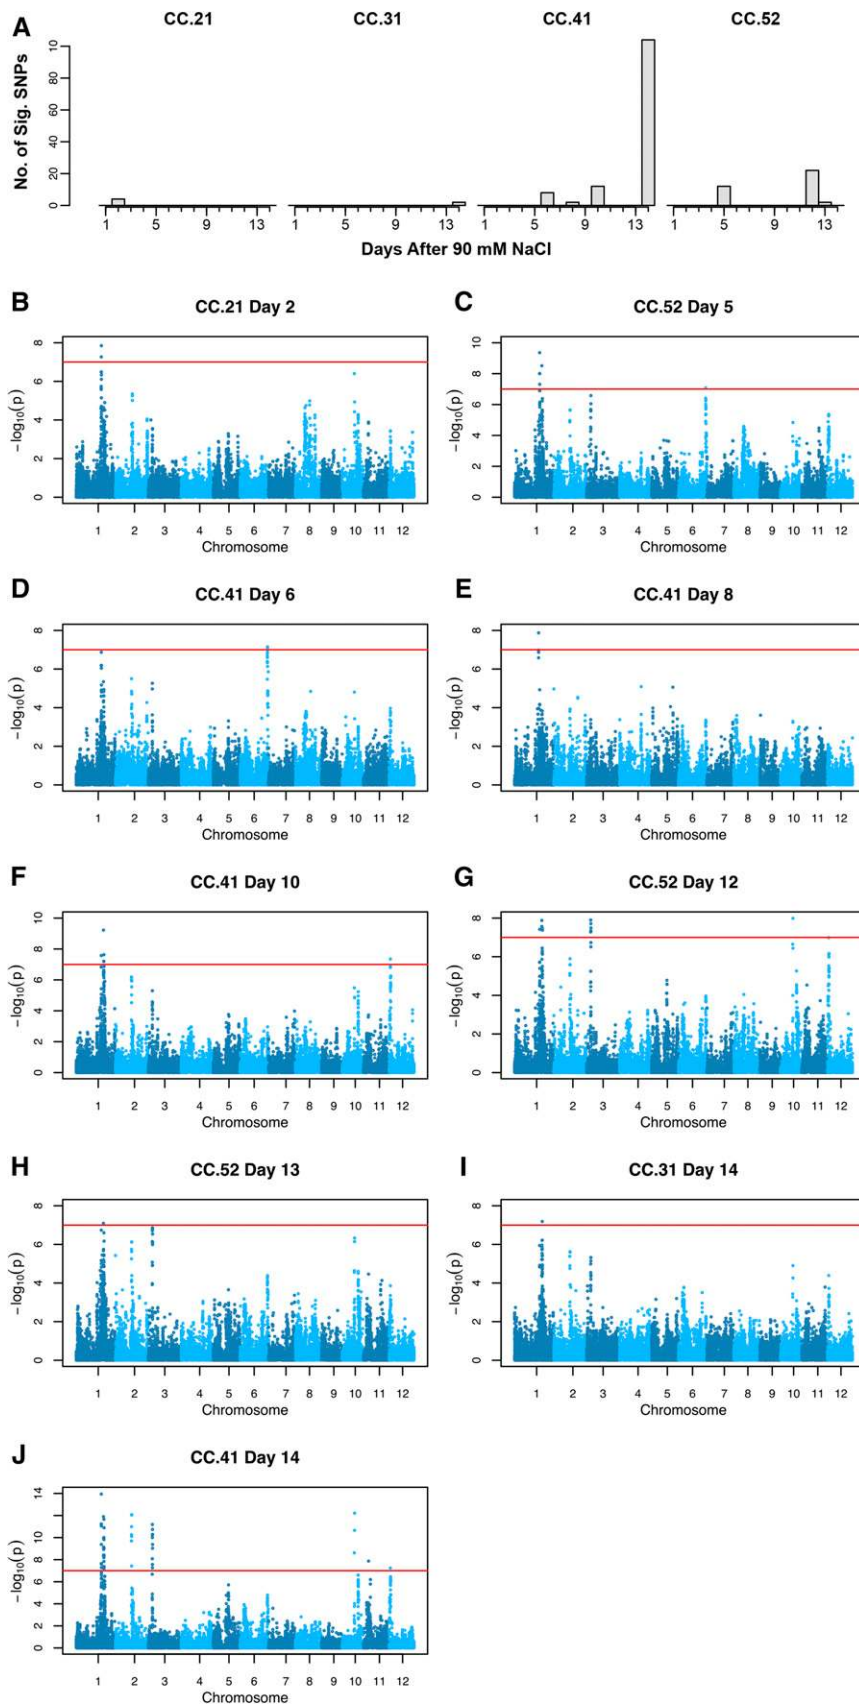 A
CC.21 CC.31 CC.41 CC.52
No. of Sig. SNPs
0 20 40 60 80 10
1 5 9 13 1 5 9 13 1 5 9 13 1 5 9 13
Days After 90 mM NaCl
B CC.21 Day 2
−log10(p)
0 2 4 6 8
1 2 3 4 5 6 7 8 9 10 11 12
Chromosome
C CC.52 Day 5
−log10(p)
0 2 4 6 8 10
1 2 3 4 5 6 7 8 9 10 11 12
Chromosome
D CC.41 Day 6
−log10(p)
0 2 4 6 8
1 2 3 4 5 6 7 8 9 10 11 12
Chromosome
E CC.41 Day 8
−log10(p)
0 2 4 6 8
1 2 3 4 5 6 7 8 9 10 11 12
Chromosome
F CC.41 Day 10
−log10(p)
0 2 4 6 8 10
1 2 3 4 5 6 7 8 9 10 11 12
Chromosome
G CC.52 Day 12
−log10(p)
0 2 4 6 8
1 2 3 4 5 6 7 8 9 10 11 12
Chromosome
H CC.52 Day 13
−log10(p)
0 2 4 6 8
1 2 3 4 5 6 7 8 9 10 11 12
Chromosome
I CC.31 Day 14
−log10(p)
0 2 4 6 8
1 2 3 4 5 6 7 8 9 10 11 12
Chromosome
J CC.41 Day 14
−log10(p)
0 2 4 6 8 10 14
1 2 3 4 5 6 7 8 9 10 11 12
Chromosome